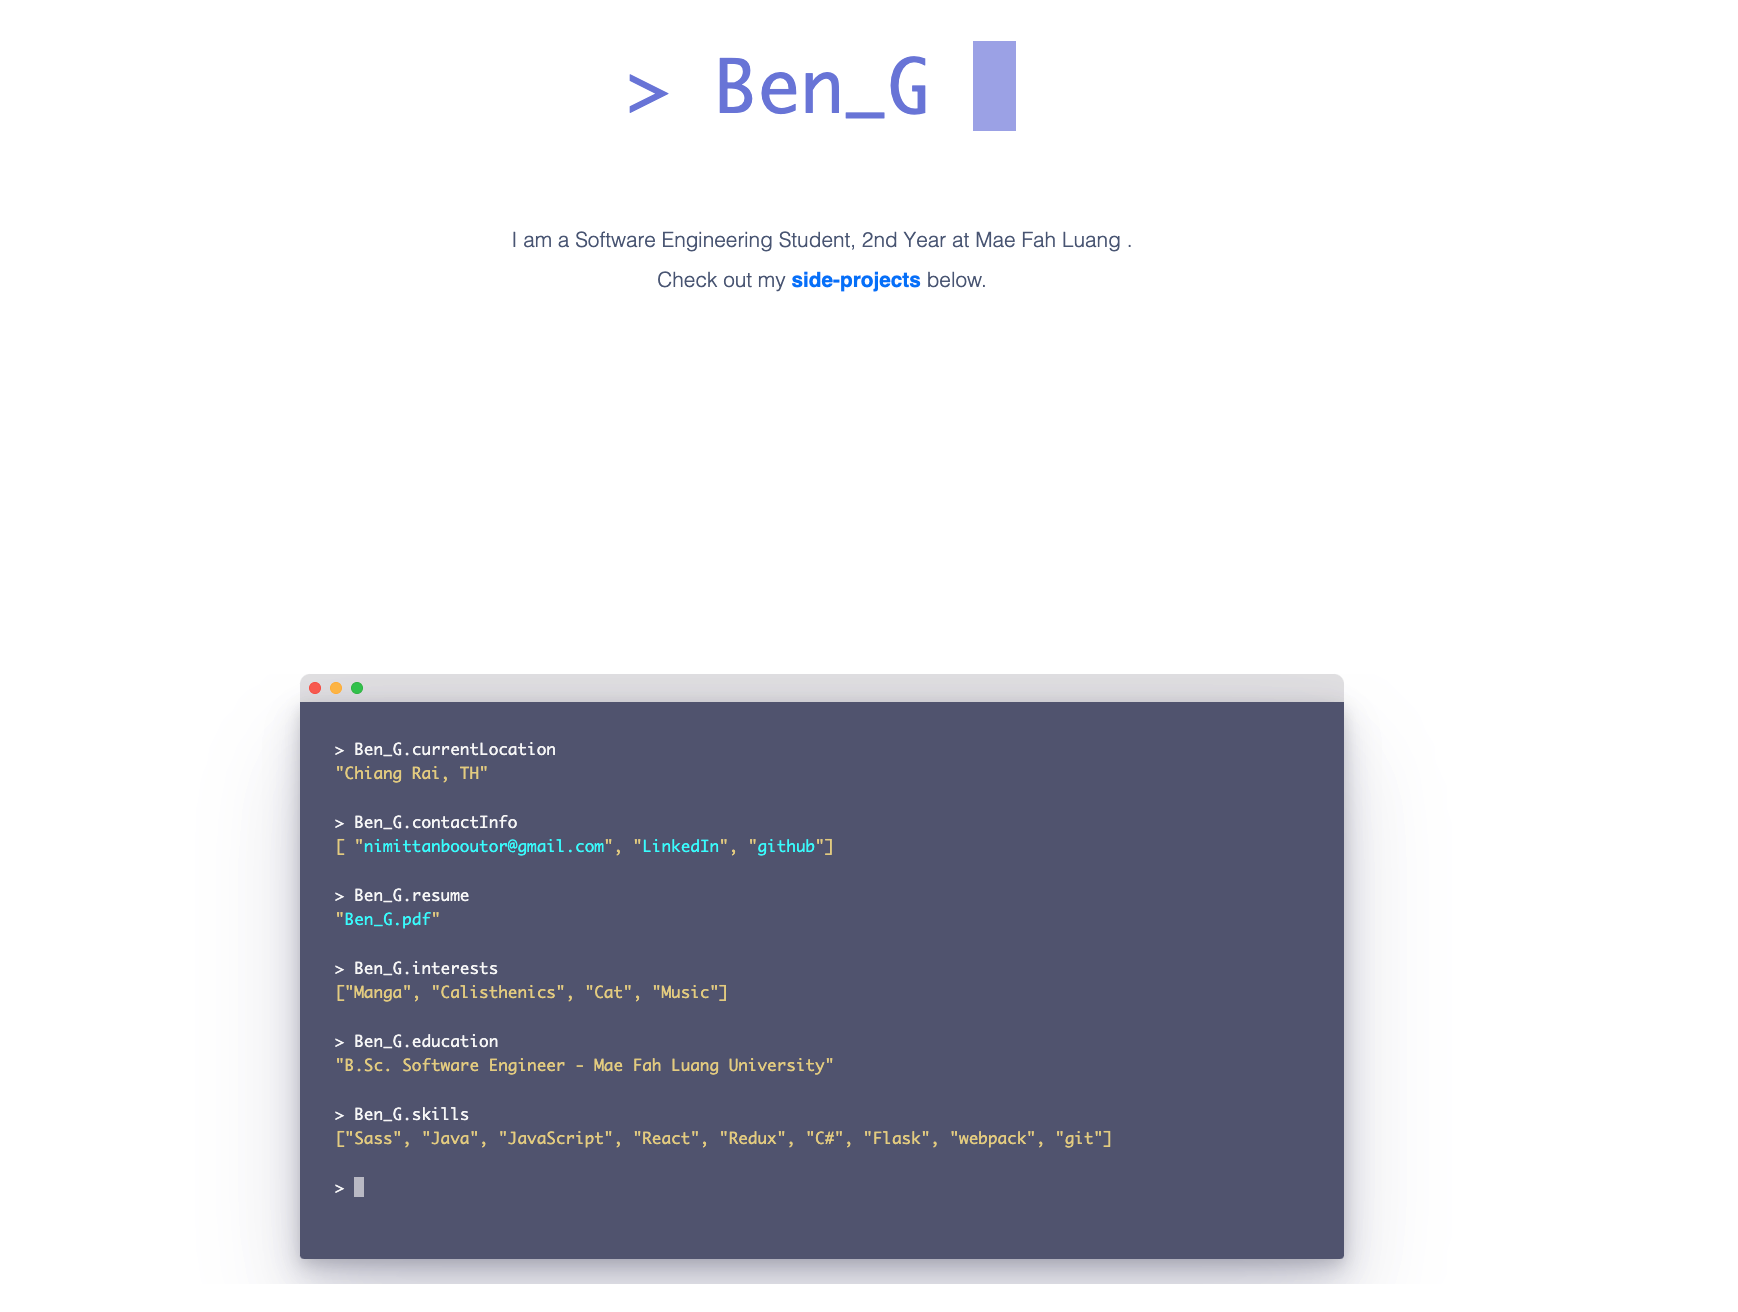 > Ben_G
I am a Software Engineering Student, 2nd Year at Mae Fah Luang .
Check out my side-projects below.
> Ben_G.currentLocation
"Chiang Rai, TH"
> Ben_G.contactInfo
[ "nimittanbooutor@gmail.com", "LinkedIn", "github"]
> Ben_G.resume
"Ben_G.pdf"
> Ben_G.interests
["Manga", "Calisthenics", "Cat", "Music"]
> Ben_G.education
"B.Sc. Software Engineer - Mae Fah Luang University"
> Ben_G.skills
["Sass", "Java", "JavaScript", "React", "Redux", "C#", "Flask", "webpack", "git"]
>